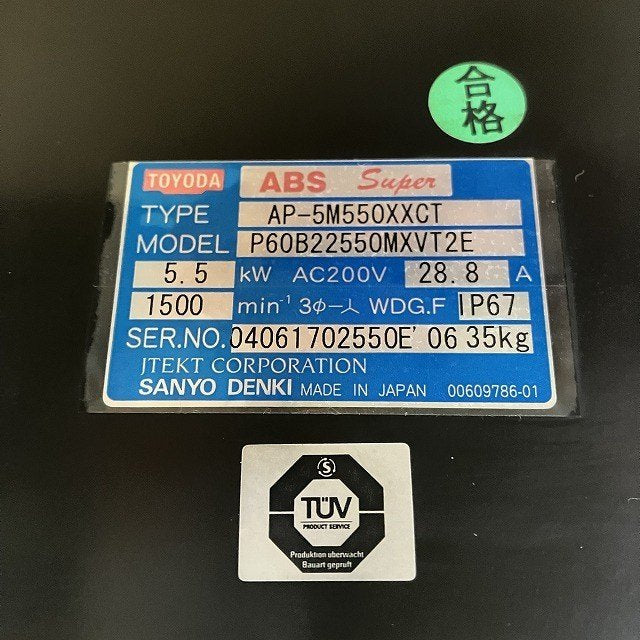 合
格
TOYODA ABS Super
TYPE AP-5M550XXCT
MODEL P60B22550MXVT2E
5.5 kW AC200V 28.8 A
1500 min⁻¹ 3ϕ人 WDG.F IP67
SER.NO. 04061702550E' 06 35kg
JTEKT CORPORATION
SANYO DENKI MADE IN JAPAN 00609786-01
S
TÜV
PRODUCT SERVICE
Produktion überwacht
Bauart geprüft